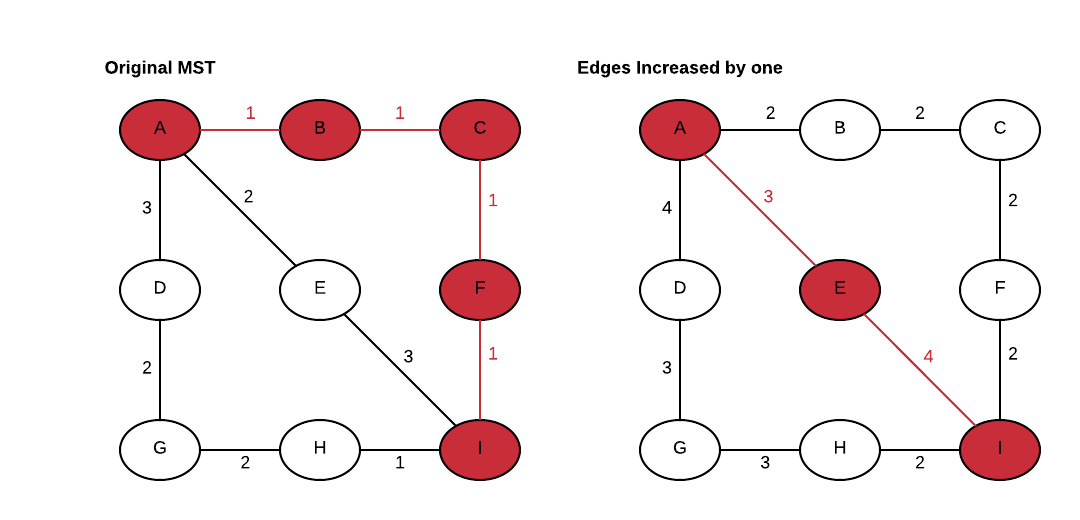 Original MST
Edges Increased by one
A 1 B 1 C
A 2 B 2 C
3 2 1
4 3 2
D E F
D E F
2 3 1
3 4 2
G 2 H 1 I
G 3 H 2 I